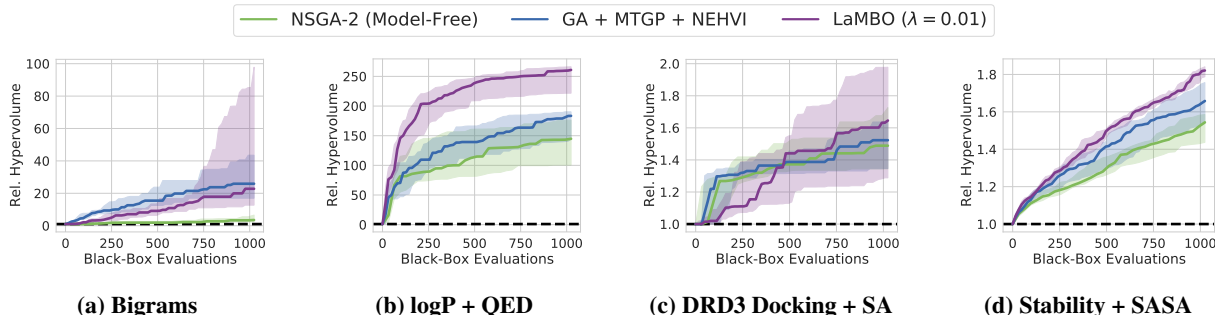 NSGA-2 (Model-Free) GA + MTGP + NEHVI LaMBO (λ = 0.01)
Rel. Hypervolume
100
80
60
40
20
0
0 250 500 750 1000
Black-Box Evaluations
(a) Bigrams
Rel. Hypervolume
250
200
150
100
50
0
0 250 500 750 1000
Black-Box Evaluations
(b) logP + QED
Rel. Hypervolume
2.0
1.8
1.6
1.4
1.2
1.0
0 250 500 750 1000
Black-Box Evaluations
(c) DRD3 Docking + SA
Rel. Hypervolume
1.8
1.6
1.4
1.2
1.0
0 250 500 750 1000
Black-Box Evaluations
(d) Stability + SASA